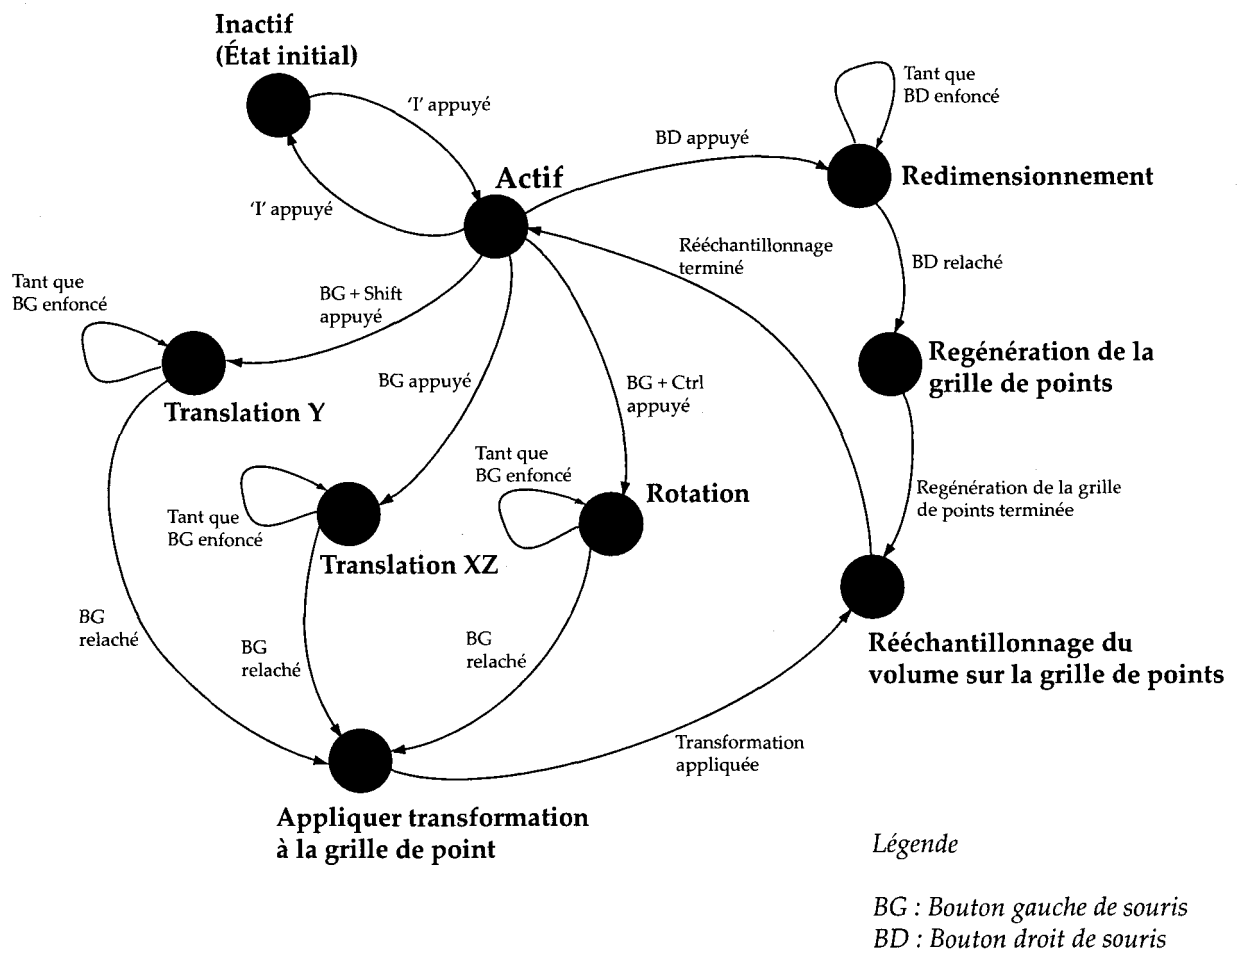 Inactif
(État initial)
'I' appuyé
Tant que
BD enfoncé
BD appuyé
Actif
Redimensionnement
'I' appuyé
Rééchantillonnage
terminé
BD relaché
Tant que
BG enfoncé
BG + Shift
appuyé
Regénération de la
grille de points
BG appuyé
BG + Ctrl
appuyé
Translation Y
Tant que
BG enfoncé
Rotation
Regénération de la grille
de points terminée
Tant que
BG enfoncé
Translation XZ
BG
relaché
BG
relaché
BG
relaché
Rééchantillonnage du
volume sur la grille de points
Transformation
appliquée
Appliquer transformation
à la grille de point
Légende
BG : Bouton gauche de souris
BD : Bouton droit de souris